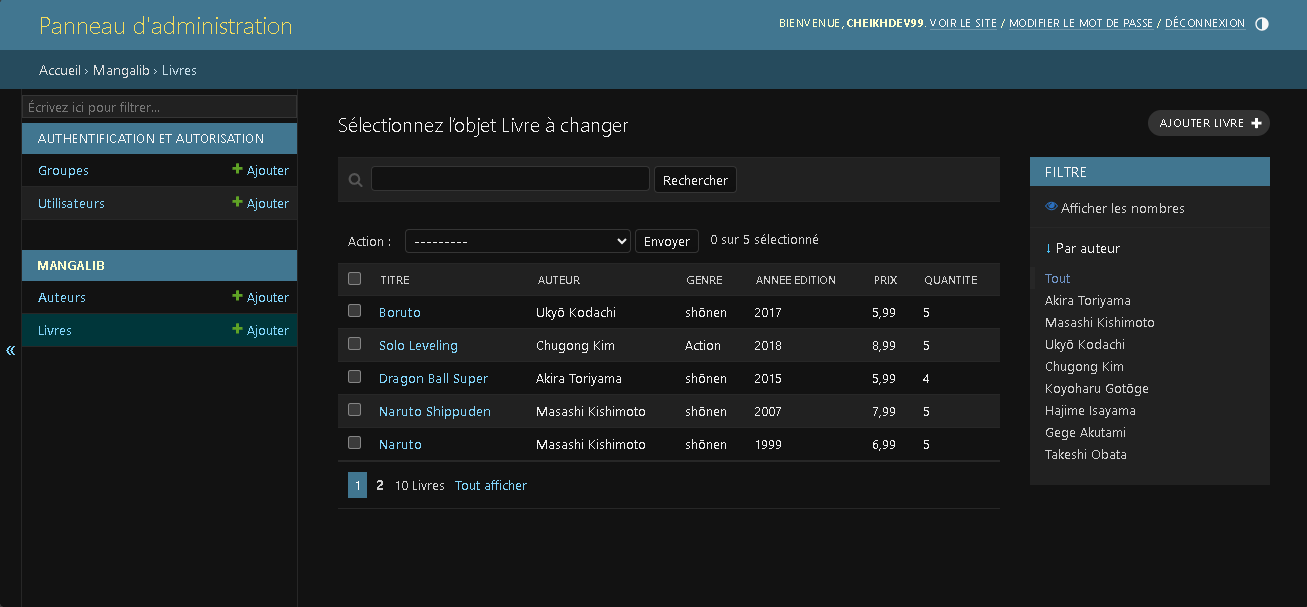 Panneau d'administration
BIENVENUE, CHEIKHDEV99. VOIR LE SITE / MODIFIER LE MOT DE PASSE / DÉCONNEXION
Accueil › Mangalib › Livres
Écrivez ici pour filtrer…
AUTHENTIFICATION ET AUTORISATION
Groupes + Ajouter
Utilisateurs + Ajouter
MANGALIB
Auteurs + Ajouter
Livres + Ajouter
«
Sélectionnez l'objet Livre à changer
AJOUTER LIVRE +
Rechercher
Action : --------- Envoyer 0 sur 5 sélectionné
TITRE AUTEUR GENRE ANNEE EDITION PRIX QUANTITE
Boruto Ukyō Kodachi shōnen 2017 5,99 5
Solo Leveling Chugong Kim Action 2018 8,99 5
Dragon Ball Super Akira Toriyama shōnen 2015 5,99 4
Naruto Shippuden Masashi Kishimoto shōnen 2007 7,99 5
Naruto Masashi Kishimoto shōnen 1999 6,99 5
1 2 10 Livres Tout afficher
FILTRE
Afficher les nombres
↓ Par auteur
Tout
Akira Toriyama
Masashi Kishimoto
Ukyō Kodachi
Chugong Kim
Koyoharu Gotōge
Hajime Isayama
Gege Akutami
Takeshi Obata